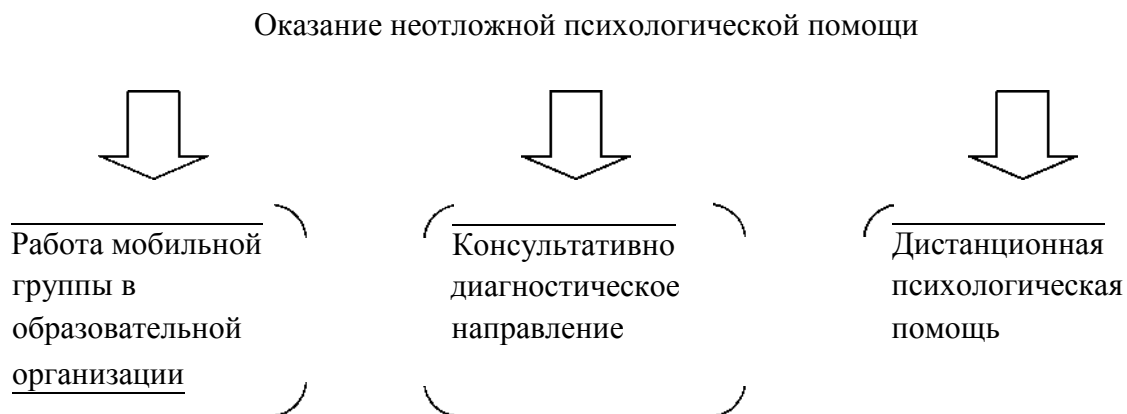 Оказание неотложной психологической помощи
Работа мобильной
группы в
образовательной
организации
Консультативно
диагностическое
направление
Дистанционная
психологическая
помощь